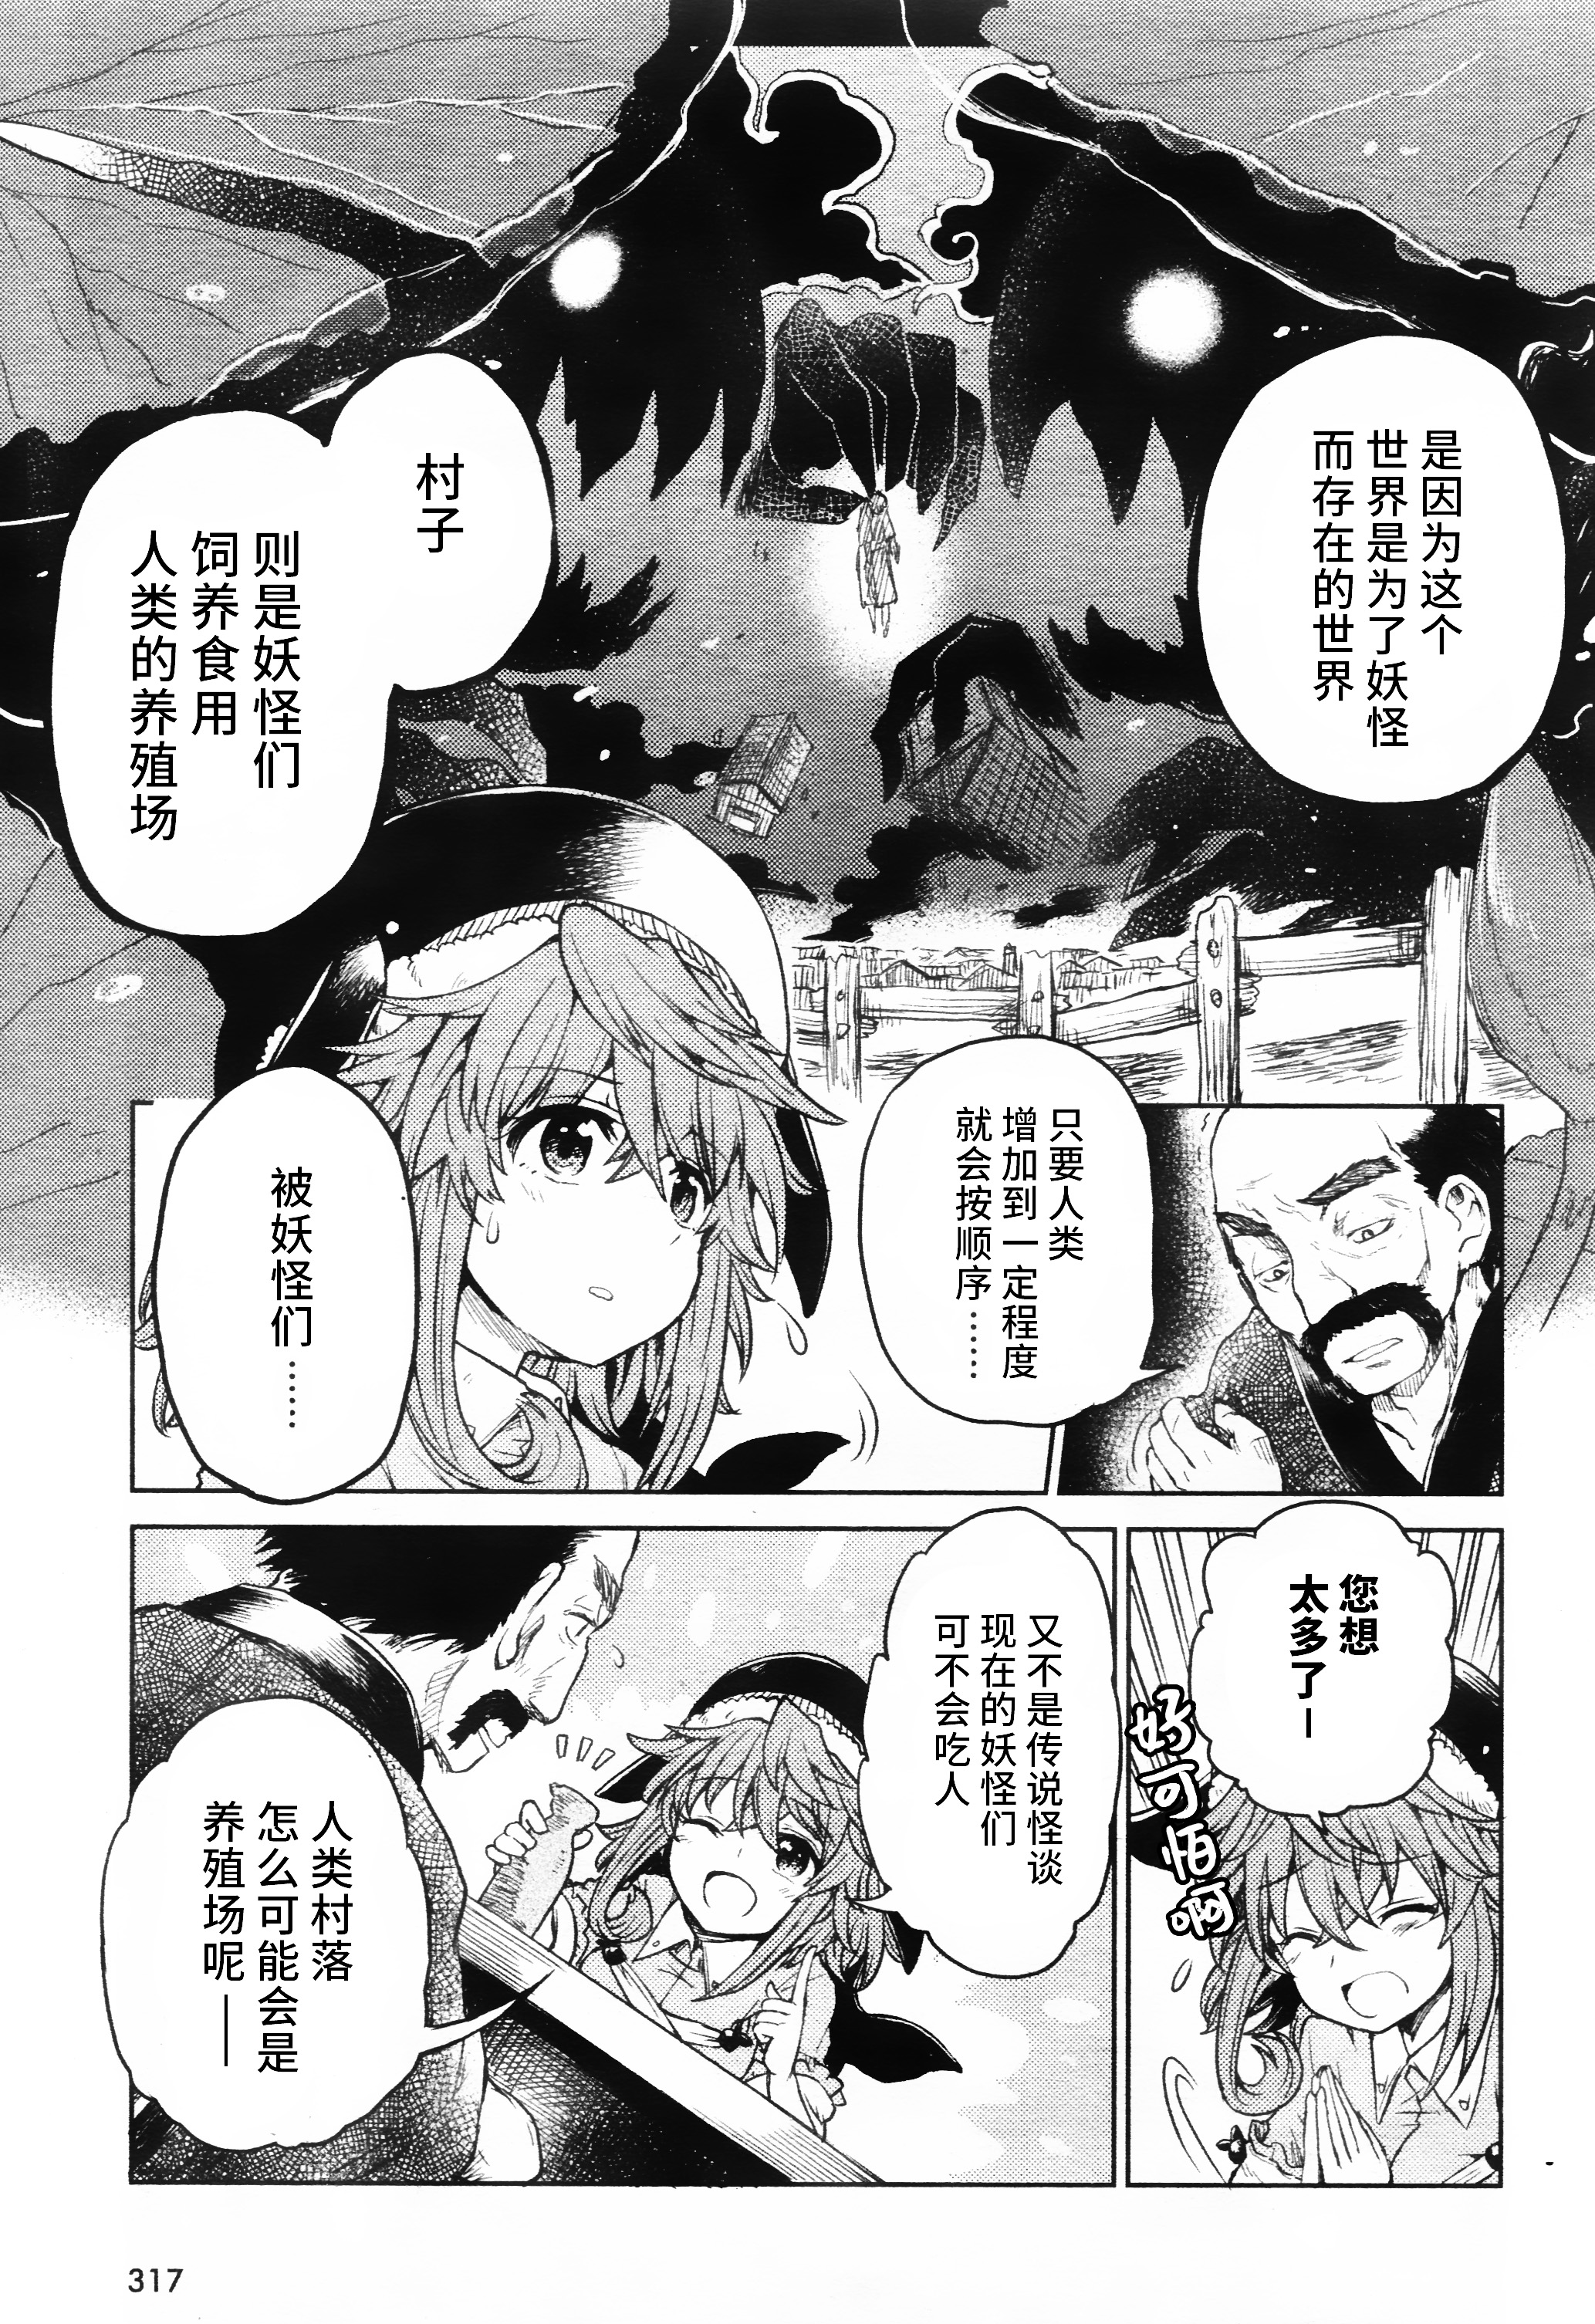 是因为这个
世界是为了妖怪
而存在的世界
村子
则是妖怪们
饲养食用
人类的养殖场
只要人类
增加到一定程度
就会按顺序……
被妖怪们……
您想
太多了ー
好可怕啊
又不是传说怪谈
现在的妖怪们
可不会吃人
人类村落
怎么可能会是
养殖场呢——
317